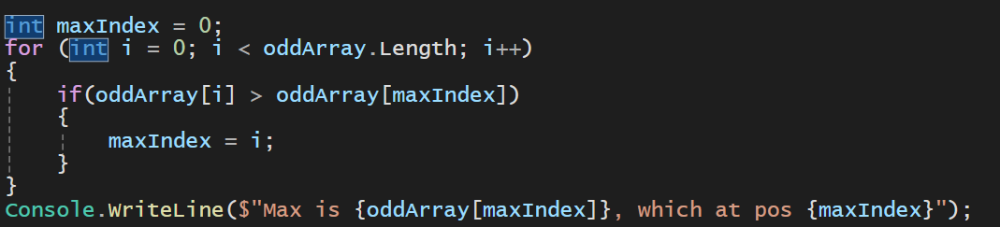 int maxIndex = 0;
for (int i = 0; i < oddArray.Length; i++)
{
if(oddArray[i] > oddArray[maxIndex])
{
maxIndex = i;
}
}
Console.WriteLine($"Max is {oddArray[maxIndex]}, which at pos {maxIndex}");